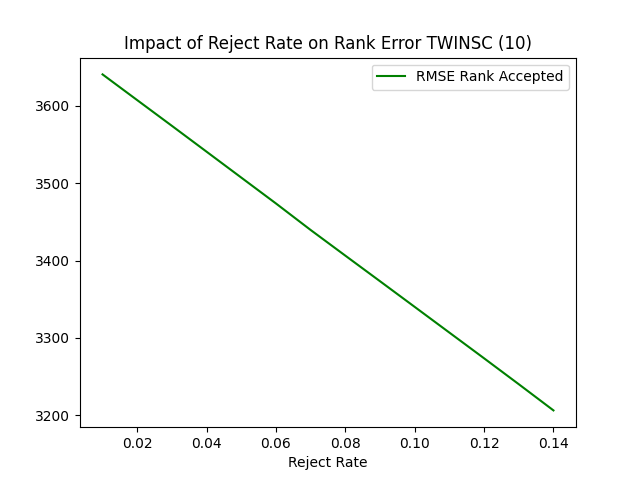 Impact of Reject Rate on Rank Error TWINSC (10)
RMSE Rank Accepted
3600
3500
3400
3300
3200
0.02 0.04 0.06 0.08 0.10 0.12 0.14
Reject Rate